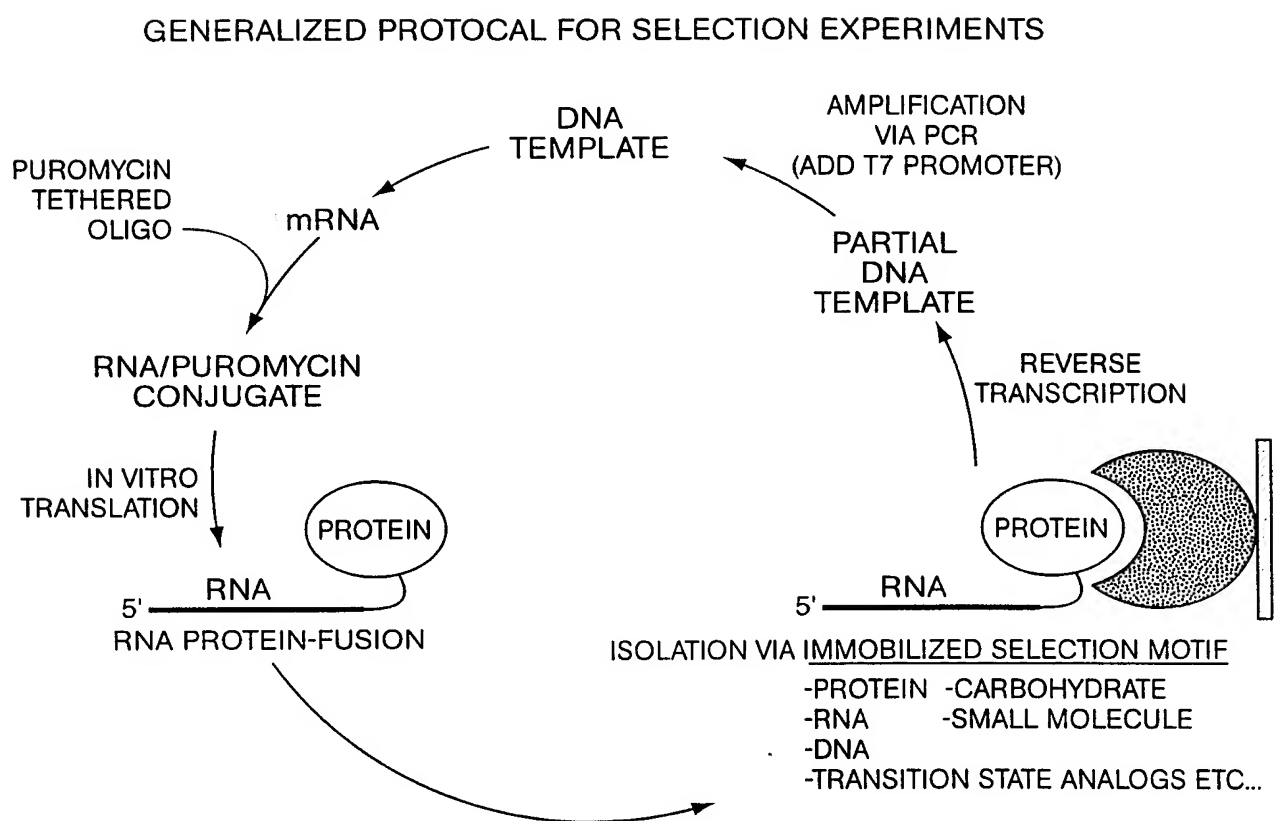 GENERALIZED PROTOCAL FOR SELECTION EXPERIMENTS
DNA
TEMPLATE
AMPLIFICATION
VIA PCR
(ADD T7 PROMOTER)
PUROMYCIN
TETHERED
OLIGO
mRNA
PARTIAL
DNA
TEMPLATE
RNA/PUROMYCIN
CONJUGATE
REVERSE
TRANSCRIPTION
IN VITRO
TRANSLATION
PROTEIN
RNA
5'
RNA PROTEIN-FUSION
PROTEIN
RNA
5'
ISOLATION VIA IMMOBILIZED SELECTION MOTIF
-PROTEIN -CARBOHYDRATE
-RNA -SMALL MOLECULE
-DNA
-TRANSITION STATE ANALOGS ETC...